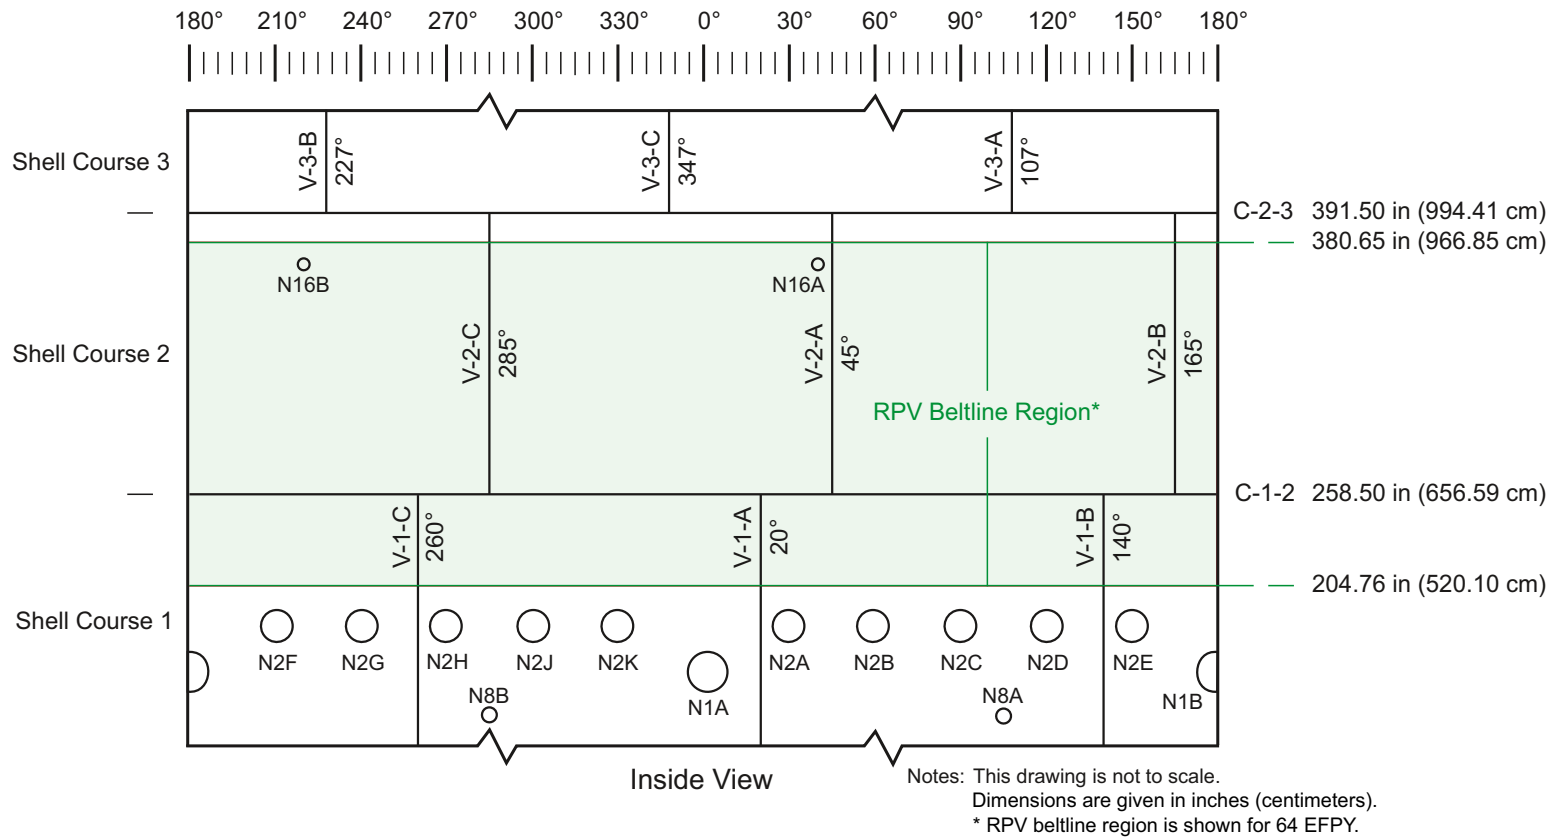 180° 210° 240° 270° 300° 330° 0° 30° 60° 90° 120° 150° 180°
Shell Course 3
V-3-B
227°
V-3-C
347°
V-3-A
107°
C-2-3 391.50 in (994.41 cm)
380.65 in (966.85 cm)
N16B
N16A
Shell Course 2
V-2-C
285°
V-2-A
45°
V-2-B
165°
RPV Beltline Region*
C-1-2 258.50 in (656.59 cm)
V-1-C
260°
V-1-A
20°
V-1-B
140°
204.76 in (520.10 cm)
Shell Course 1
N2F N2G N2H N2J N2K N2A N2B N2C N2D N2E
N8B
N1A
N8A
N1B
Inside View
Notes: This drawing is not to scale.
Dimensions are given in inches (centimeters).
* RPV beltline region is shown for 64 EFPY.